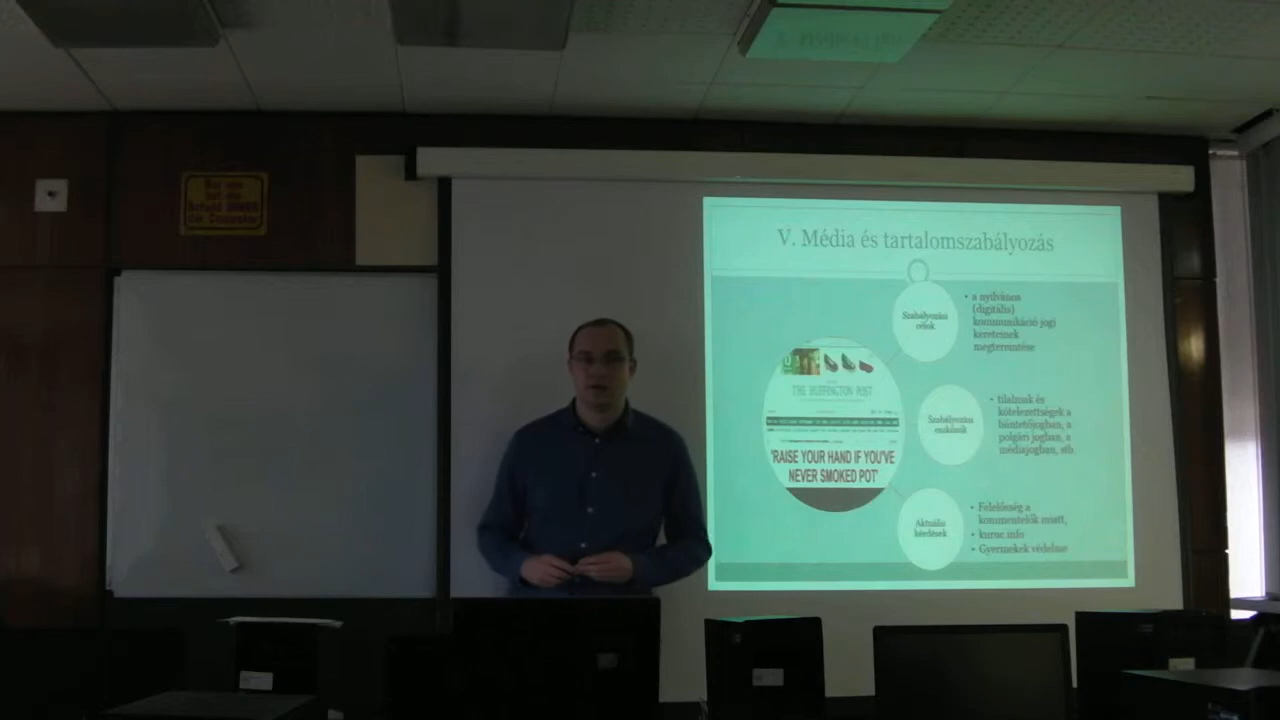 V. Média és tartalomszabályozás
Szabályozási
célok
• a nyilvános
(digitális)
kommunikáció jogi
kereteinek
megteremtése
THE HUFFINGTON POST
'RAISE YOUR HAND IF YOU'VE
NEVER SMOKED POT'
Szabályozási
eszközök
• tilalmak és
kötelezettségek a
büntetőjogban, a
polgári jogban, a
médiajogban, stb.
Aktuális
kérdések
• Felelősség a
kommentelők miatt,
• kuruc.info
• Gyermekek védelme